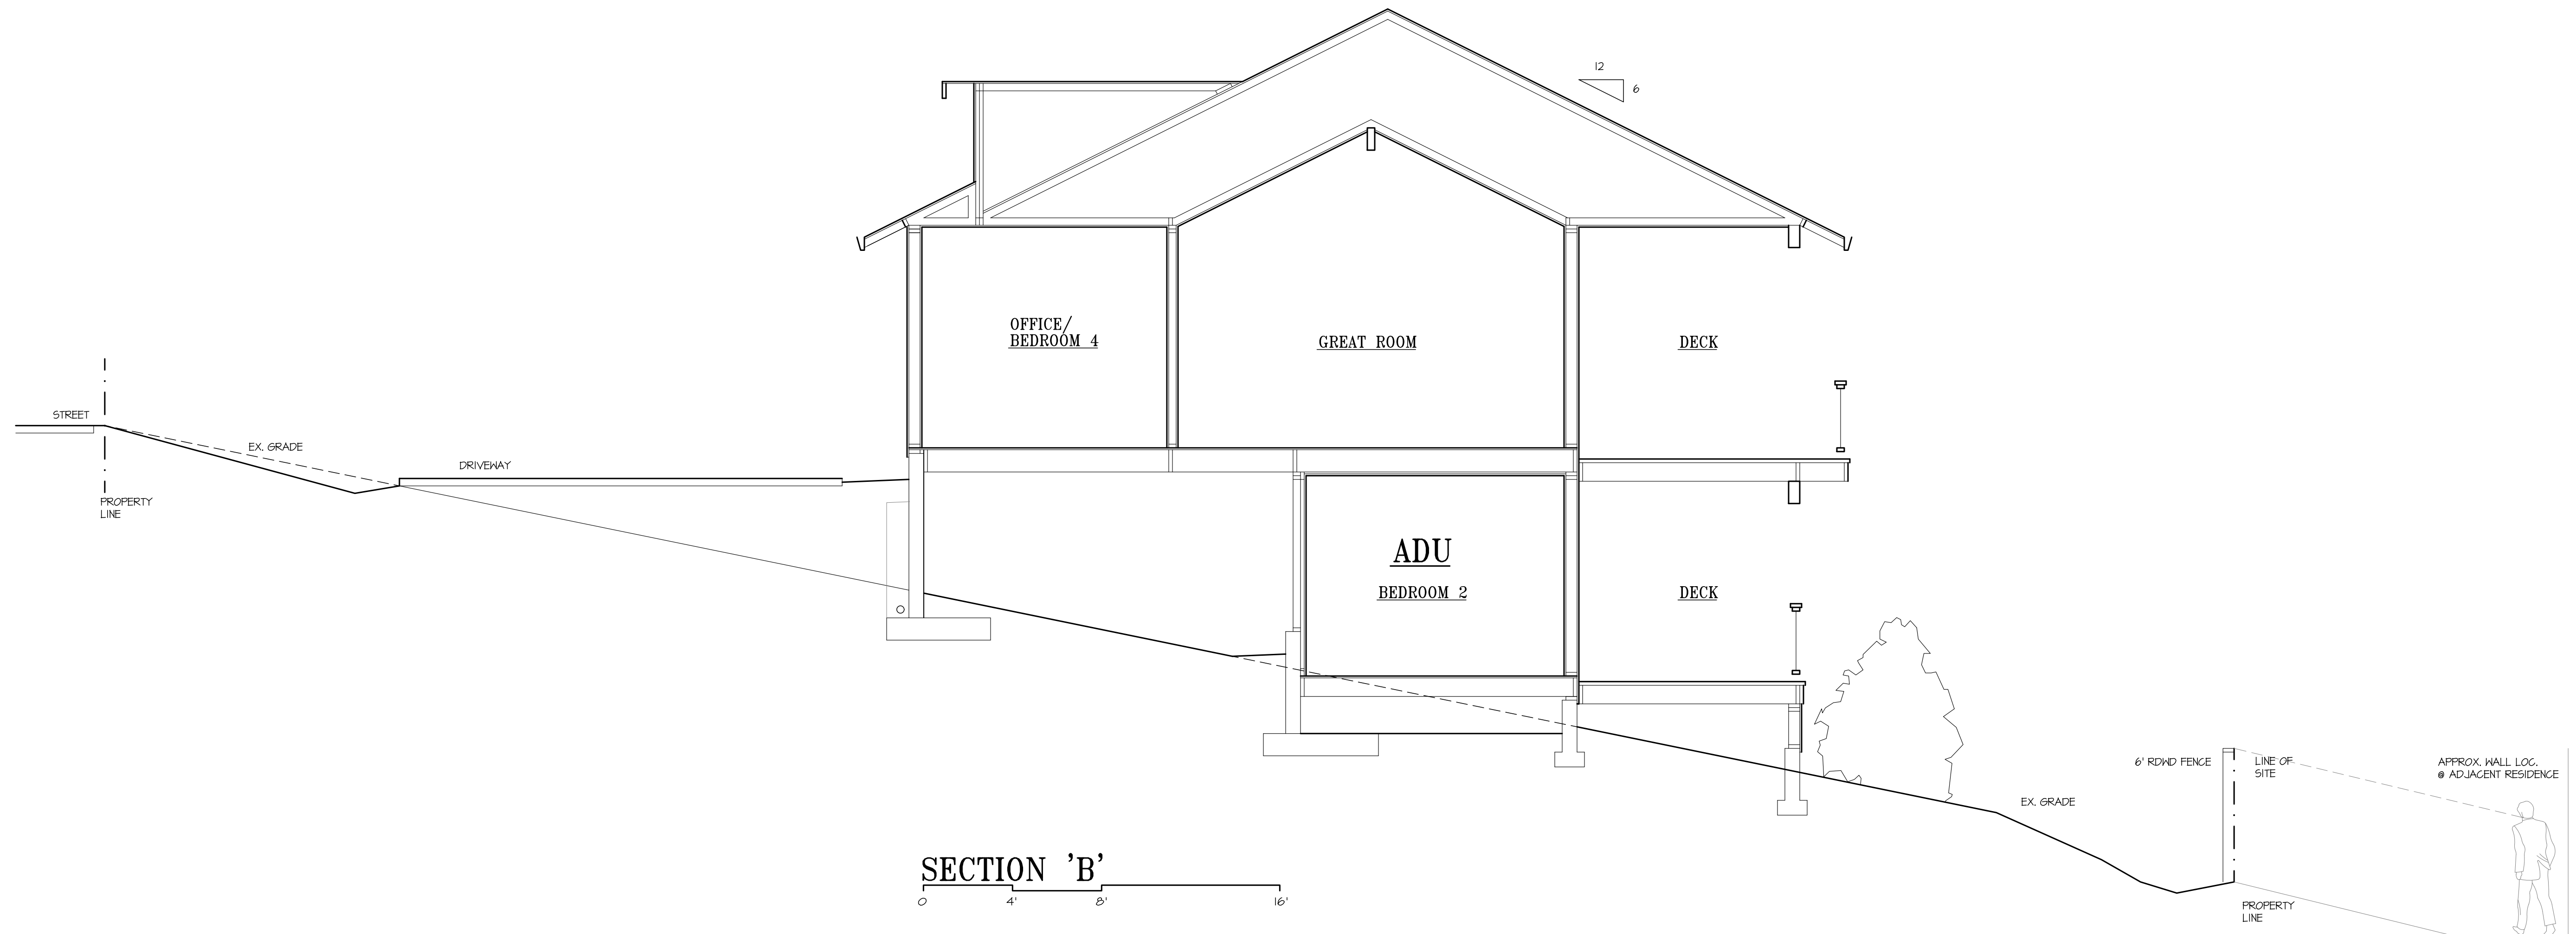 12
6
OFFICE/
BEDROOM 4
GREAT ROOM
DECK
STREET
EX. GRADE
DRIVEWAY
PROPERTY
LINE
ADU
BEDROOM 2
DECK
6' RDWD FENCE
LINE OF
SITE
APPROX. WALL LOC.
@ ADJACENT RESIDENCE
EX. GRADE
SECTION 'B'
0 4' 8' 16'
PROPERTY
LINE